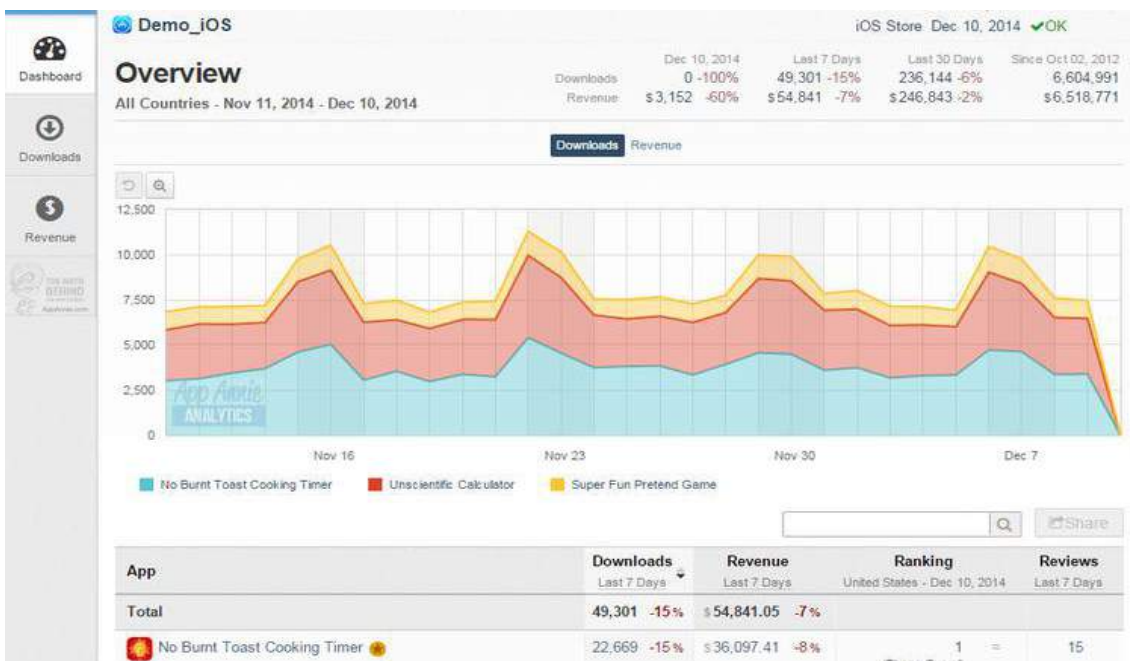 Demo_iOS
iOS Store Dec 10, 2014 OK
Dashboard
Overview
All Countries - Nov 11, 2014 - Dec 10, 2014
Dec 10, 2014 Last 7 Days Last 30 Days Since Oct 02, 2012
Downloads 0 -100% 49,301 -15% 236,144 -6% 6,604,991
Revenue $3,152 -60% $54,841 -7% $246,843 -2% $6,518,771
Downloads
Revenue
Downloads Revenue
12,500
10,000
7,500
5,000
2,500
0
App Annie
ANALYTICS
Nov 16 Nov 23 Nov 30 Dec 7
No Burnt Toast Cooking Timer Unscientific Calculator Super Fun Pretend Game
Share
App Downloads Revenue Ranking Reviews
Last 7 Days Last 7 Days United States - Dec 10, 2014 Last 7 Days
Total 49,301 -15% $54,841.05 -7%
No Burnt Toast Cooking Timer 22,669 -15% $36,097.41 -8% 1 = 15